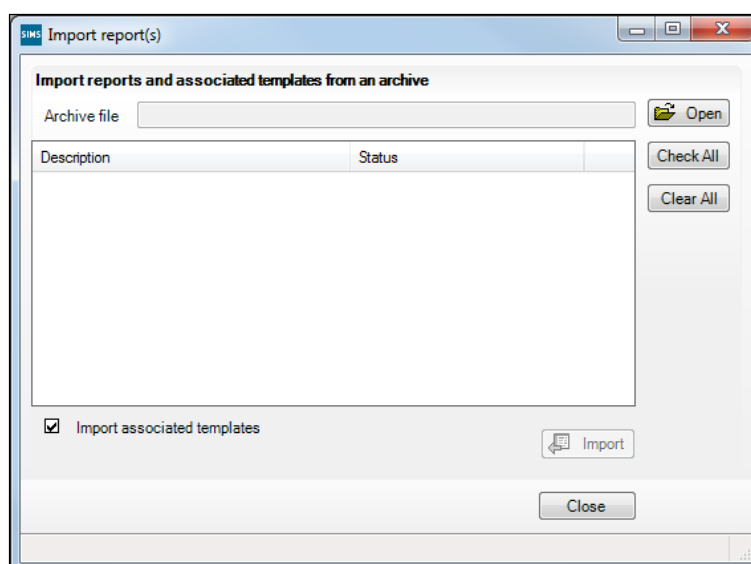 SIMS Import report(s)
Import reports and associated templates from an archive
Archive file
Open
Description Status
Check All
Clear All
Import associated templates
Import
Close